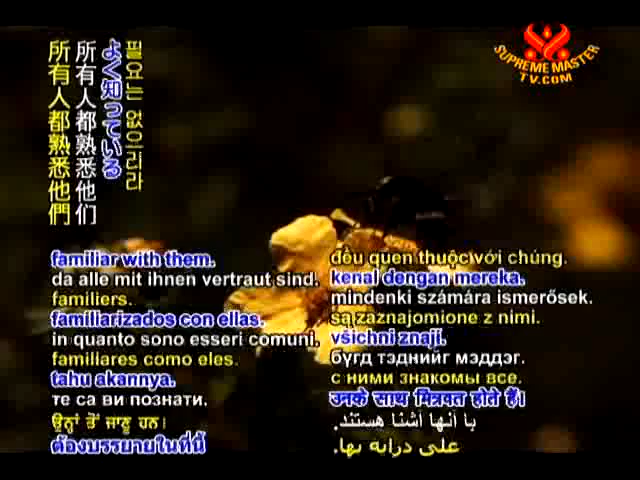 필요는 없으리라
よく知っている
所有人都熟悉他们
所有人都熟悉他們
SUPREME MASTER
TV.COM
familiar with them.
da alle mit ihnen vertraut sind.
familiers.
familiarizados con ellas.
in quanto sono esseri comuni.
familiares como eles.
tahu akannya.
те са ви познати.
ਉਨ੍ਹਾਂ ਤੋਂ ਜਾਣੂ ਹਨ।
ต้องบรรยายในที่นี้
đều quen thuộc với chúng.
kenal dengan mereka.
mindenki számára ismerősek.
są zaznajomione z nimi.
všichni znají.
бүгд тэднийг мэддэг.
с ними знакомы все.
उनके साथ मित्रवत होते हैं।
با آنها آشنا هستند.
على دراية بها.